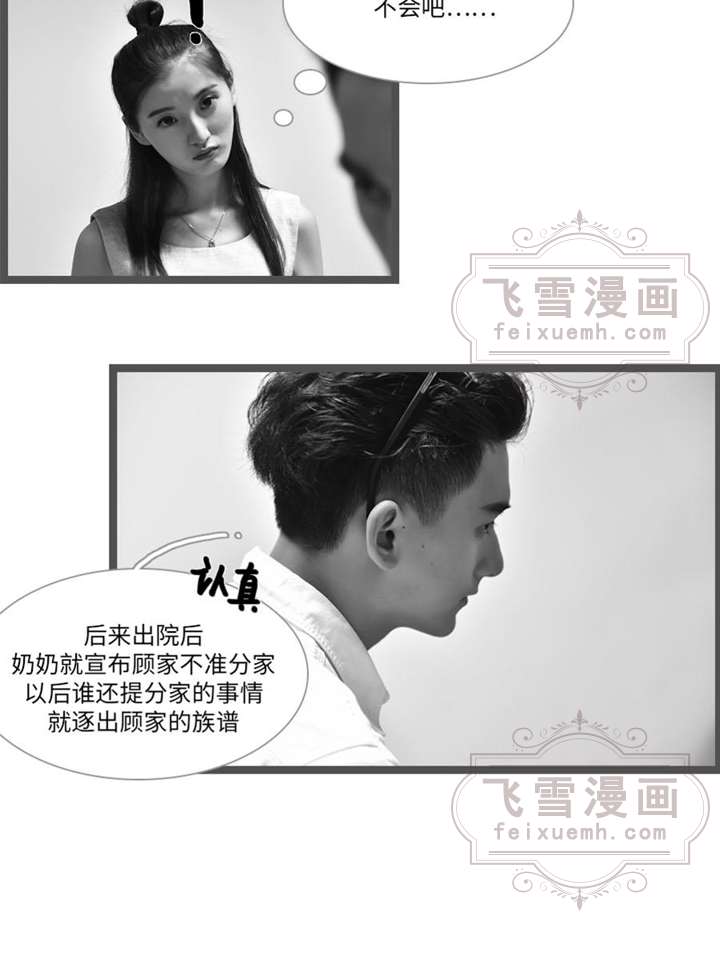 不会吧……
!
飞雪漫画
feixuemh.com
认真
后来出院后
奶奶就宣布顾家不准分家
以后谁还提分家的事情
就逐出顾家的族谱
飞雪漫画
feixuemh.com